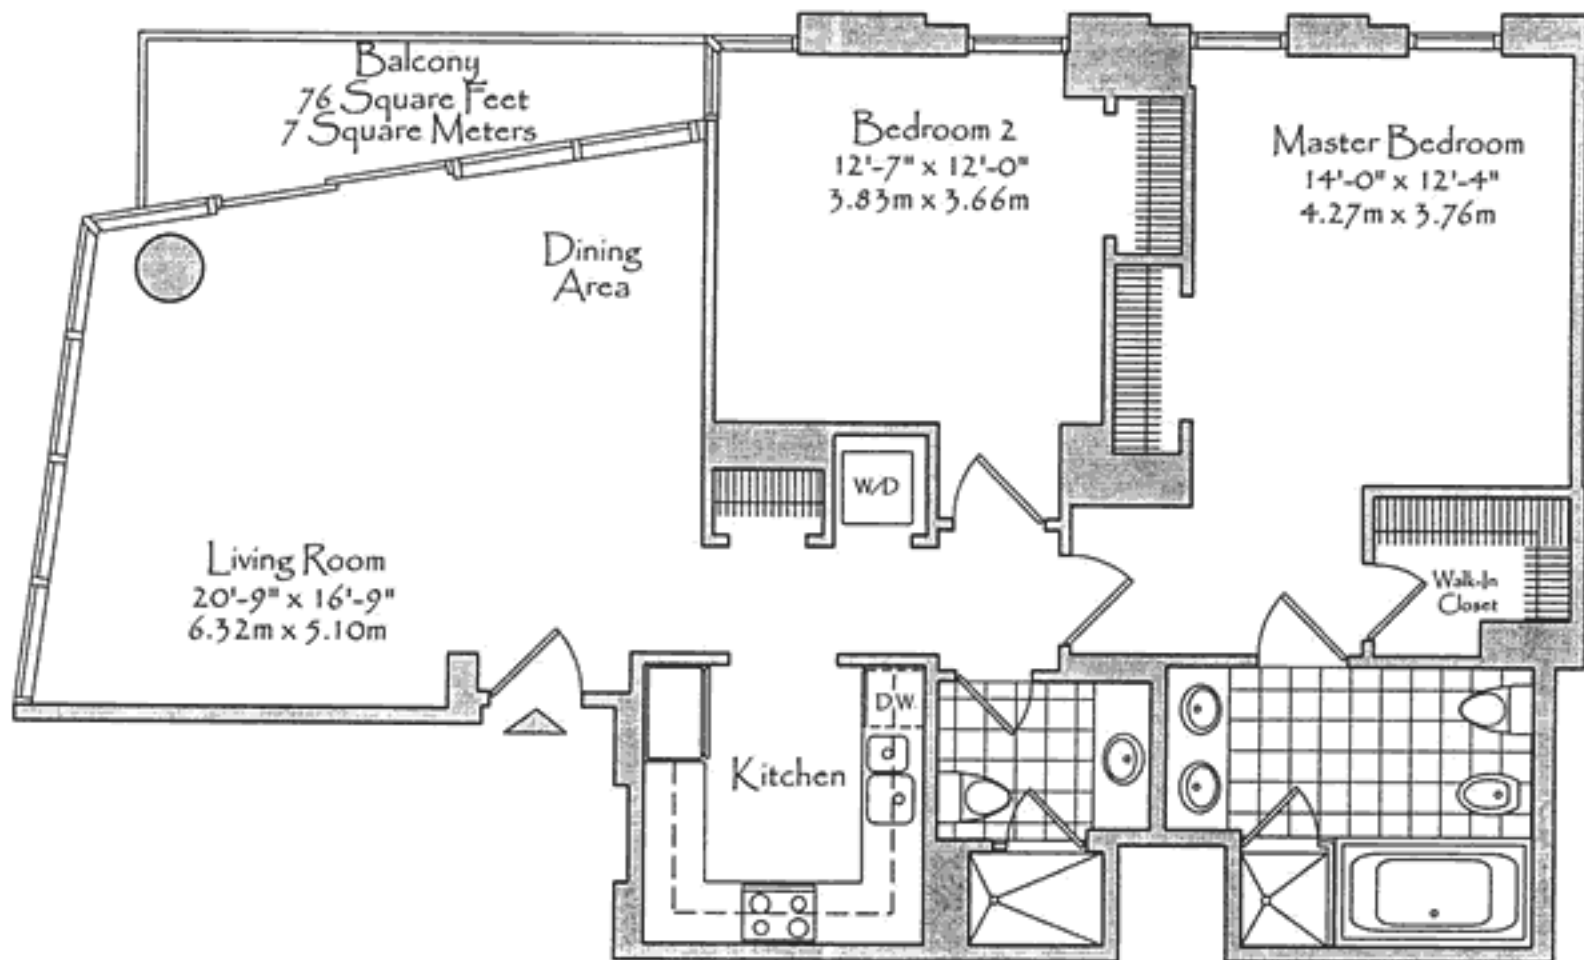 Balcony
76 Square Feet
7 Square Meters
Bedroom 2
12'-7" x 12'-0"
3.83m x 3.66m
Master Bedroom
14'-0" x 12'-4"
4.27m x 3.76m
Dining
Area
W/D
Living Room
20'-9" x 16'-9"
6.32m x 5.10m
Walk-In
Closet
D.W.
Kitchen